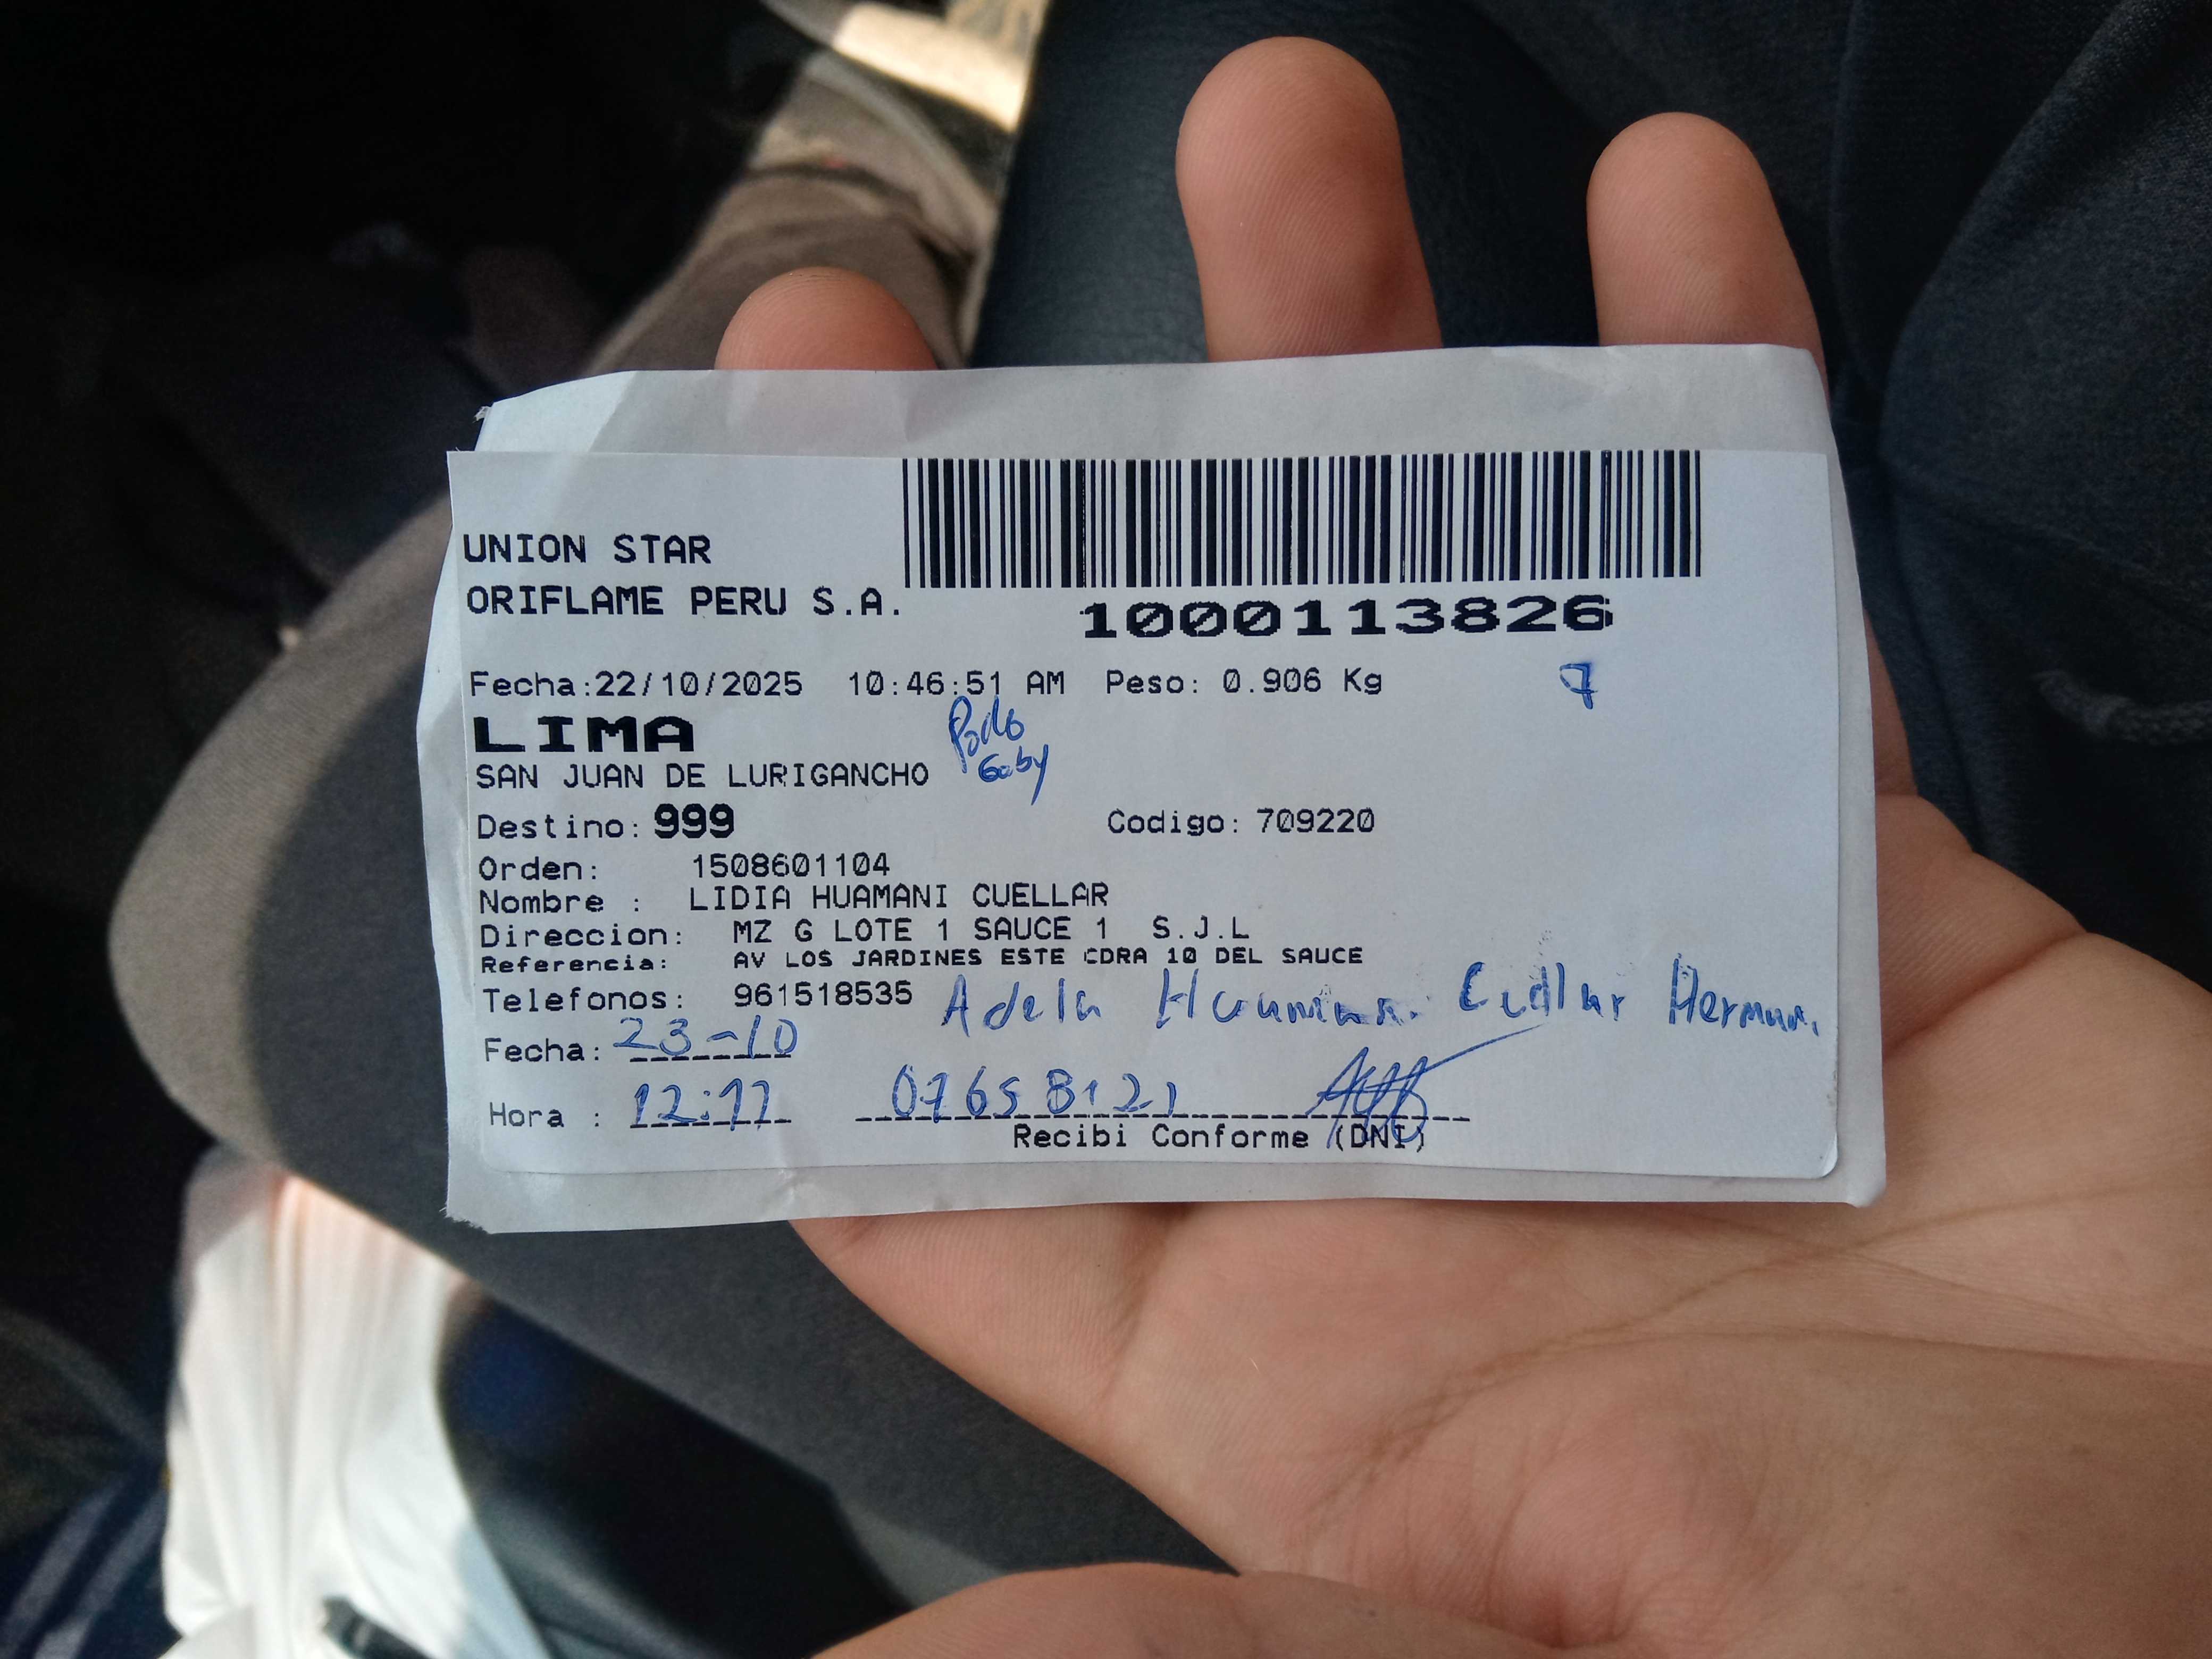 UNION STAR
ORIFLAME PERU S.A.
1000113826
Fecha:22/10/2025 10:46:51 AM Peso: 0.906 Kg
7
LIMA
SAN JUAN DE LURIGANCHO
Gaby
Destino: 999 Codigo: 709220
Orden: 1508601104
Nombre : LIDIA HUAMANI CUELLAR
Direccion: MZ G LOTE 1 SAUCE 1 S.J.L
Referencia: AV LOS JARDINES ESTE CDRA 10 DEL SAUCE
Telefonos: 961518535 Adela Cuellar
Fecha: 23-10
Hora :
Recibi Conforme (DNI)